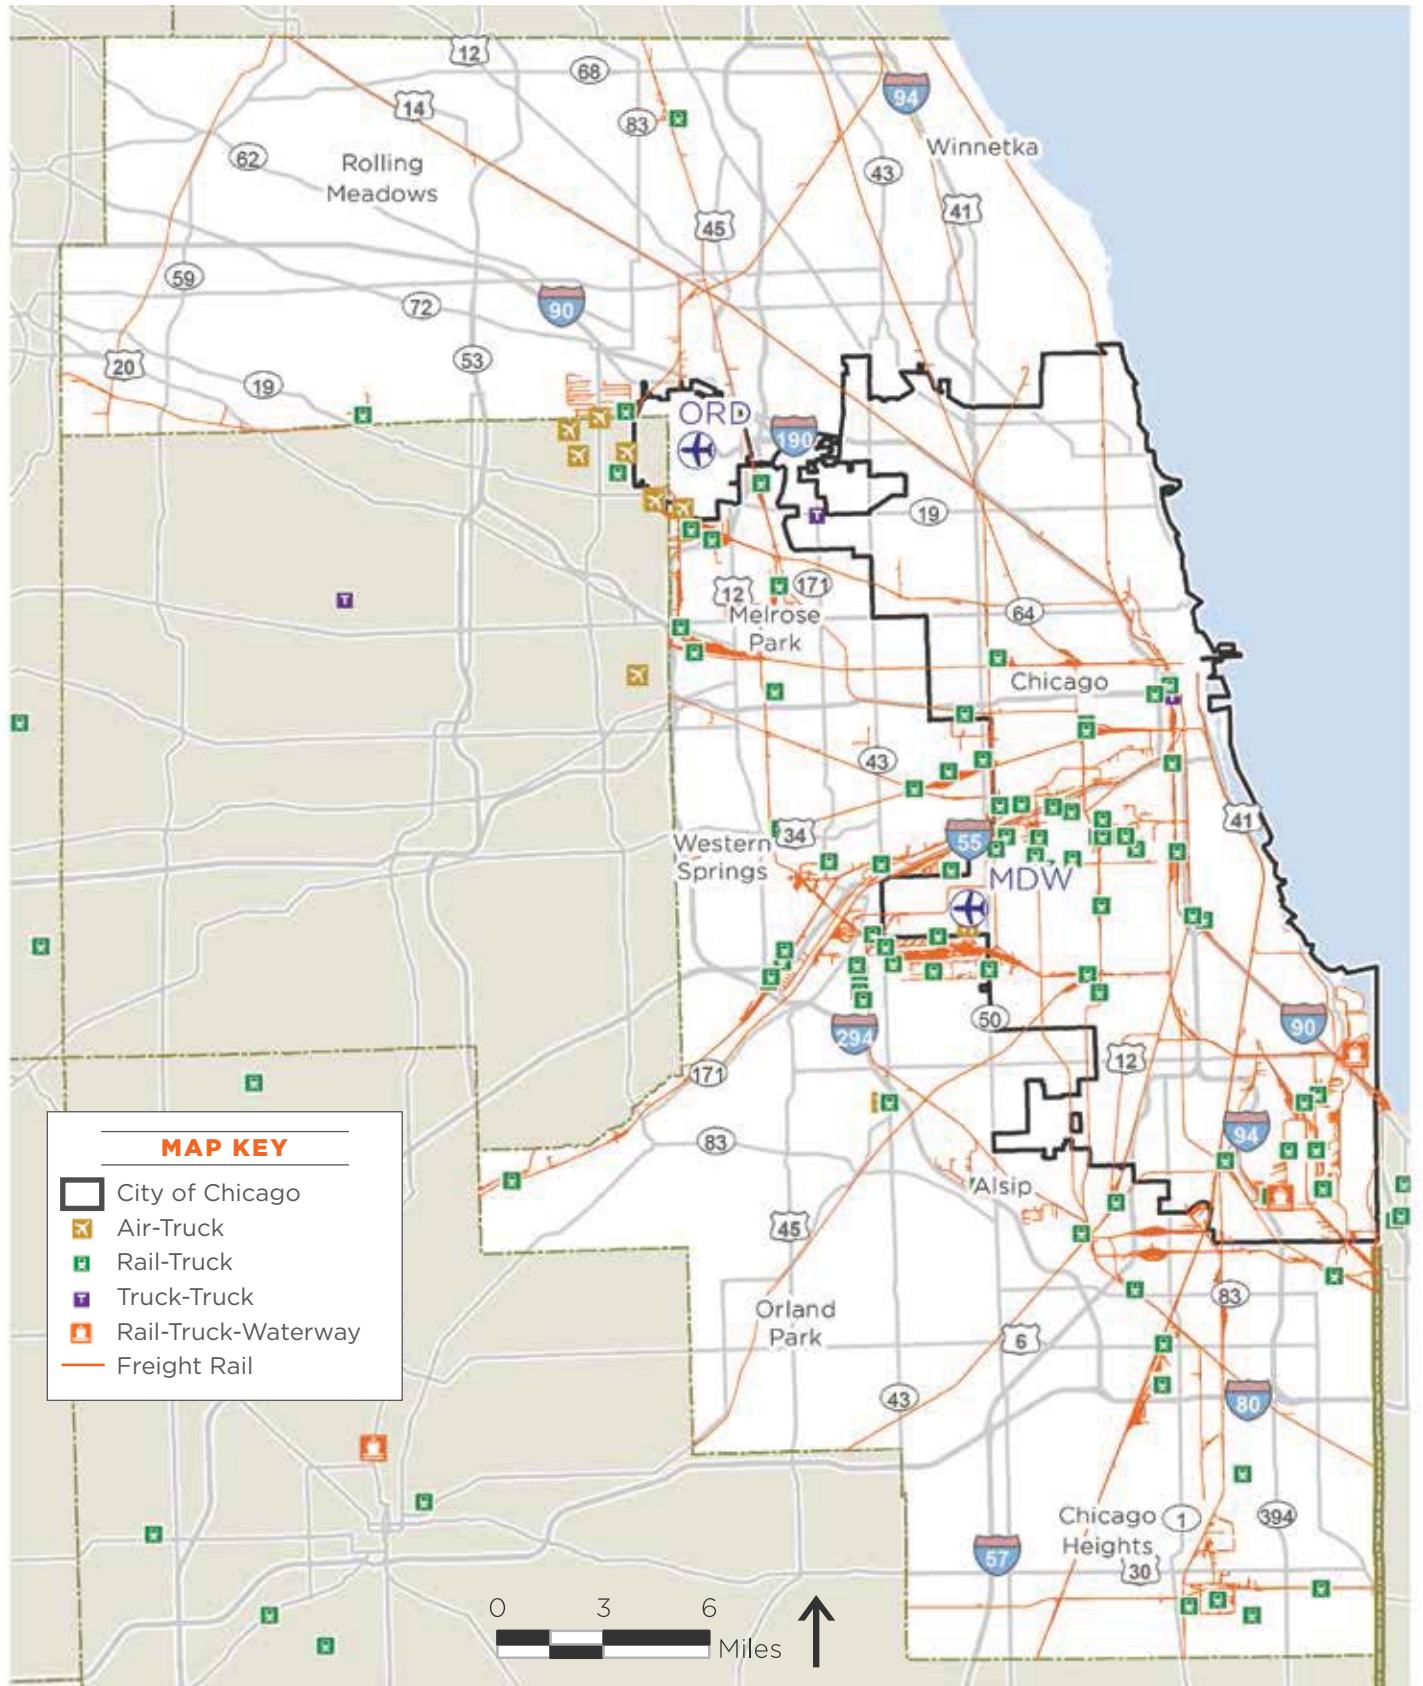 12
68
94
14
83
Winnetka
62
Rolling
Meadows
43
41
45
59
72
90
53
20
19
ORD
190
19
12
171
Melrose
Park
64
Chicago
43
41
34
55
Western
Springs
MDW
50
90
294
12
171
94
83
Alsip
45
MAP KEY
City of Chicago
Air-Truck
Rail-Truck
T
Truck-Truck
Rail-Truck-Waterway
Freight Rail
83
Orland
Park
6
43
80
Chicago
Heights
1
394
57
30
0 3 6
Miles